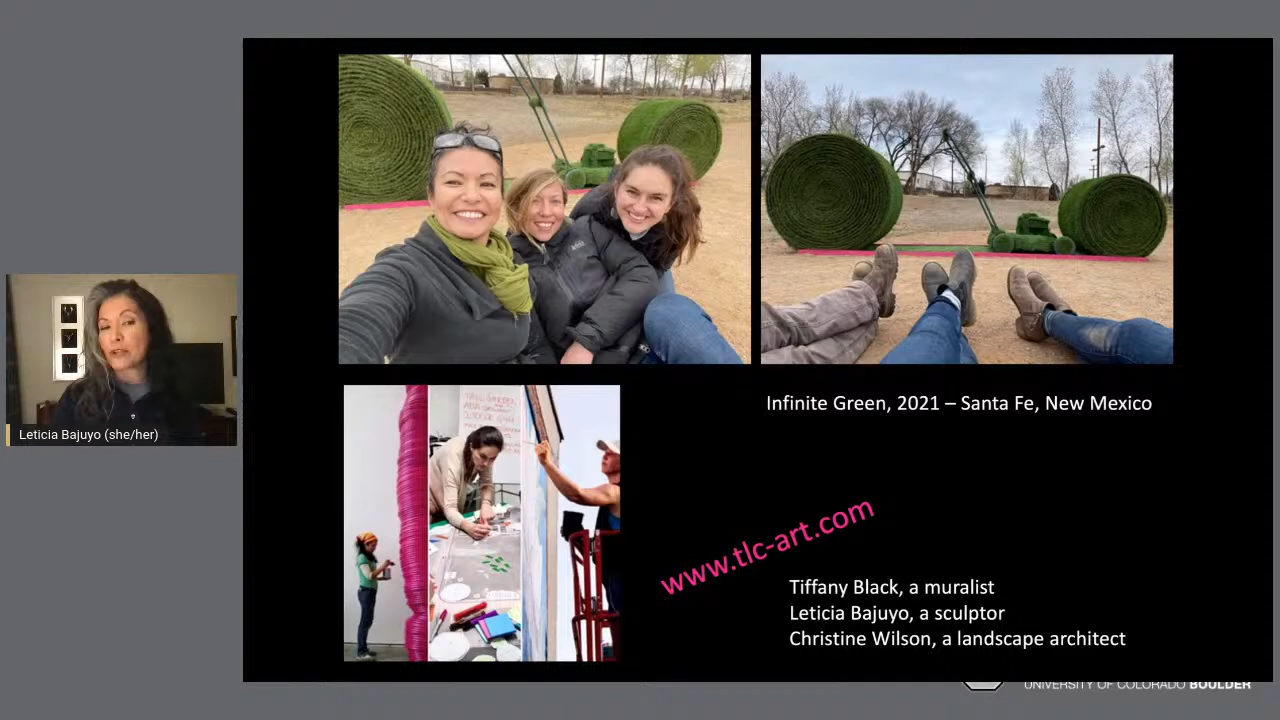 Leticia Bajuyo (she/her)
Infinite Green, 2021 – Santa Fe, New Mexico
www.tlc-art.com
Tiffany Black, a muralist
Leticia Bajuyo, a sculptor
Christine Wilson, a landscape architect
UNIVERSITY OF COLORADO BOULDER